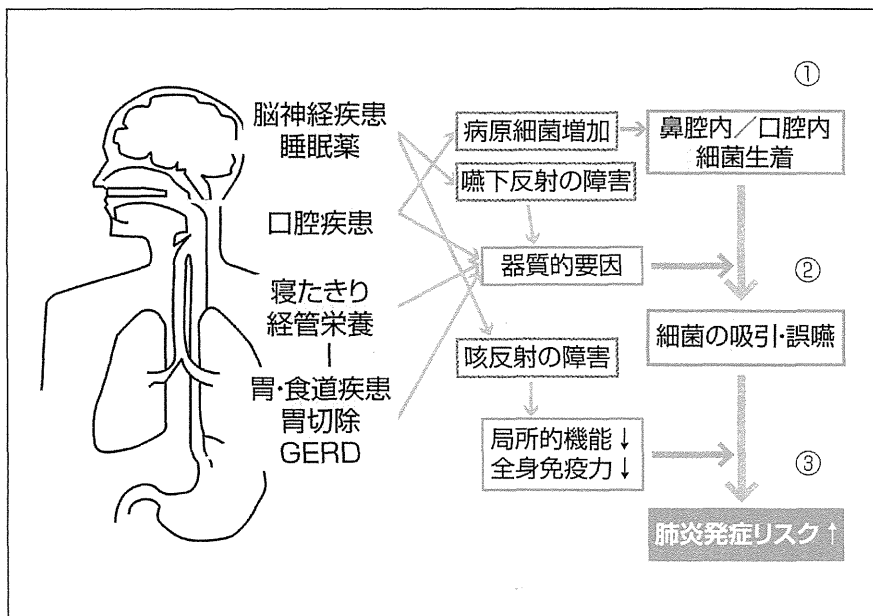 脳神経疾患
睡眠薬
口腔疾患
寝たきり
経管栄養
胃・食道疾患
胃切除
GERD
病原細菌増加
嚥下反射の障害
器質的要因
咳反射の障害
局所的機能↓
全身免疫力↓
①
鼻腔内/口腔内
細菌生着
②
細菌の吸引・誤嚥
③
肺炎発症リスク↑